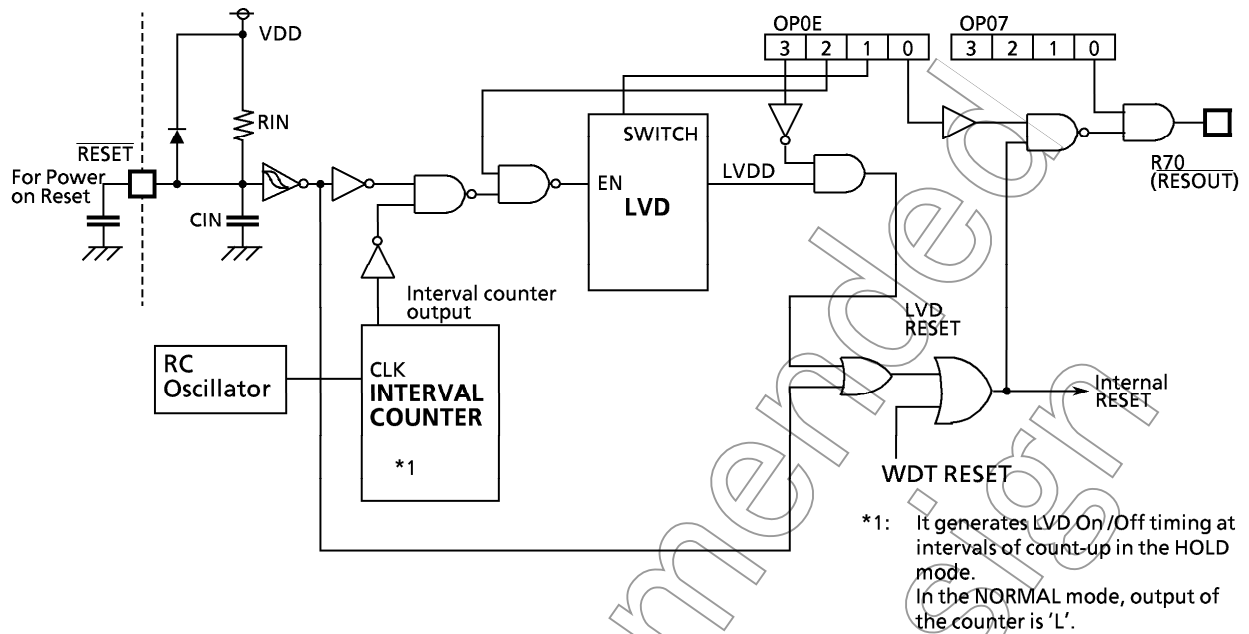 VDD
RIN
RESET
For Power
on Reset
CIN
OP0E
3 2 1 0
OP07
3 2 1 0
SWITCH
EN
LVD
LVDD
R70
(RESOUT)
Interval counter
output
RC
Oscillator
CLK
INTERVAL
COUNTER
*1
LVD
RESET
Internal
RESET
WDT RESET
*1: It generates LVD On /Off timing at
intervals of count-up in the HOLD
mode.
In the NORMAL mode, output of
the counter is 'L'.
mended
sign